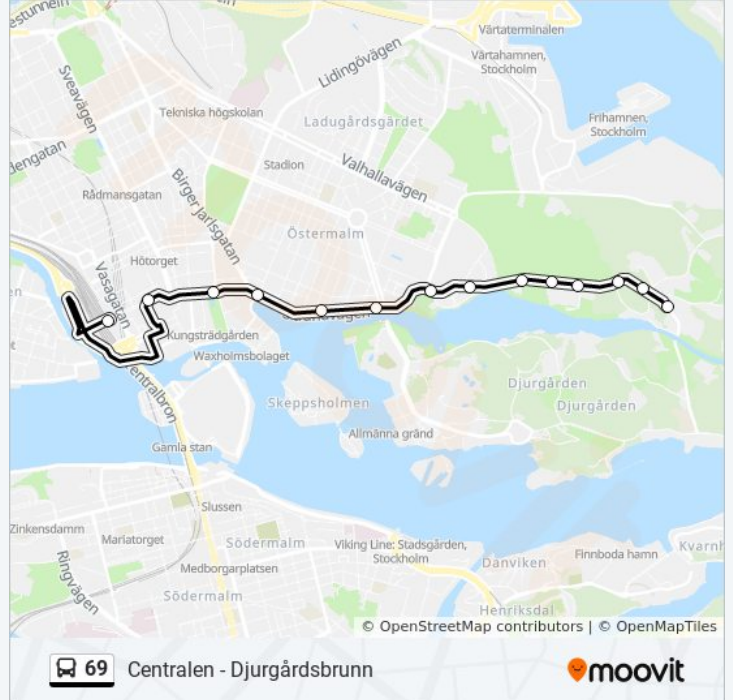 estunneln
Värtaterminalen
Lidingövägen
Värtahamnen,
Stockholm
Sveavägen
Tekniska högskolan
Ladugårdsgärdet
Frihamnen,
Stockholm
dengatan
Stadion
Valhallavägen
Rådmansgatan
Birger Jarlsgatan
Östermalm
Hötorget
Vasagatan
Kungsträdgården
Waxholmsbolaget
Centralbron
Skeppsholmen
Djurgården
Djurgården
Allmänna gränd
Gamla stan
Slussen
Zinkensdamm
Mariatorget
Södermalm
Viking Line: Stadsgården,
Stockholm
Finnboda hamn
Kvarnh
Danviken
Medborgarplatsen
Ringvägen
Södermalm
Henriksdal
© OpenStreetMap contributors | © OpenMapTiles
69 Centralen - Djurgårdsbrunn
moovit